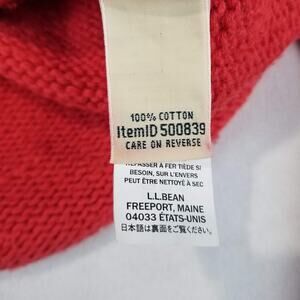 100% COTTON
ItemID 500839
CARE ON REVERSE
REPASSER À FER TIÈDE SI
BESOIN, SUR L'ENVERS
PEUT ÊTRE NETTOYÉ À SEC
L.L.BEAN
FREEPORT, MAINE
04033 ÉTATS-UNIS
日本語は裏面をご覧ください。